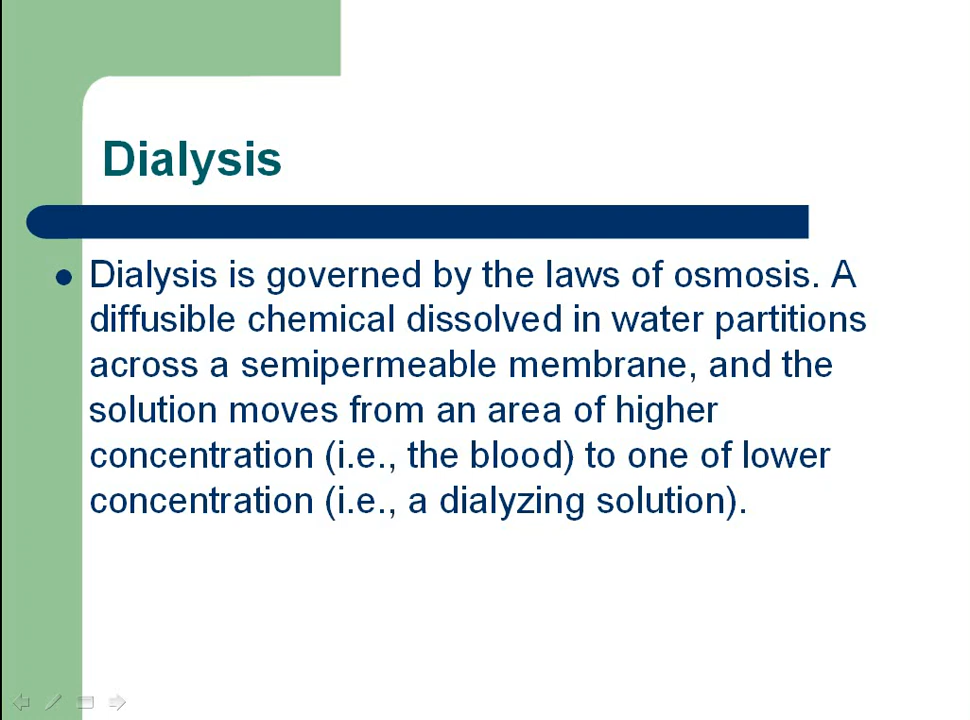 Dialysis
Dialysis is governed by the laws of osmosis. A
diffusible chemical dissolved in water partitions
across a semipermeable membrane, and the
solution moves from an area of higher
concentration (i.e., the blood) to one of lower
concentration (i.e., a dialyzing solution).